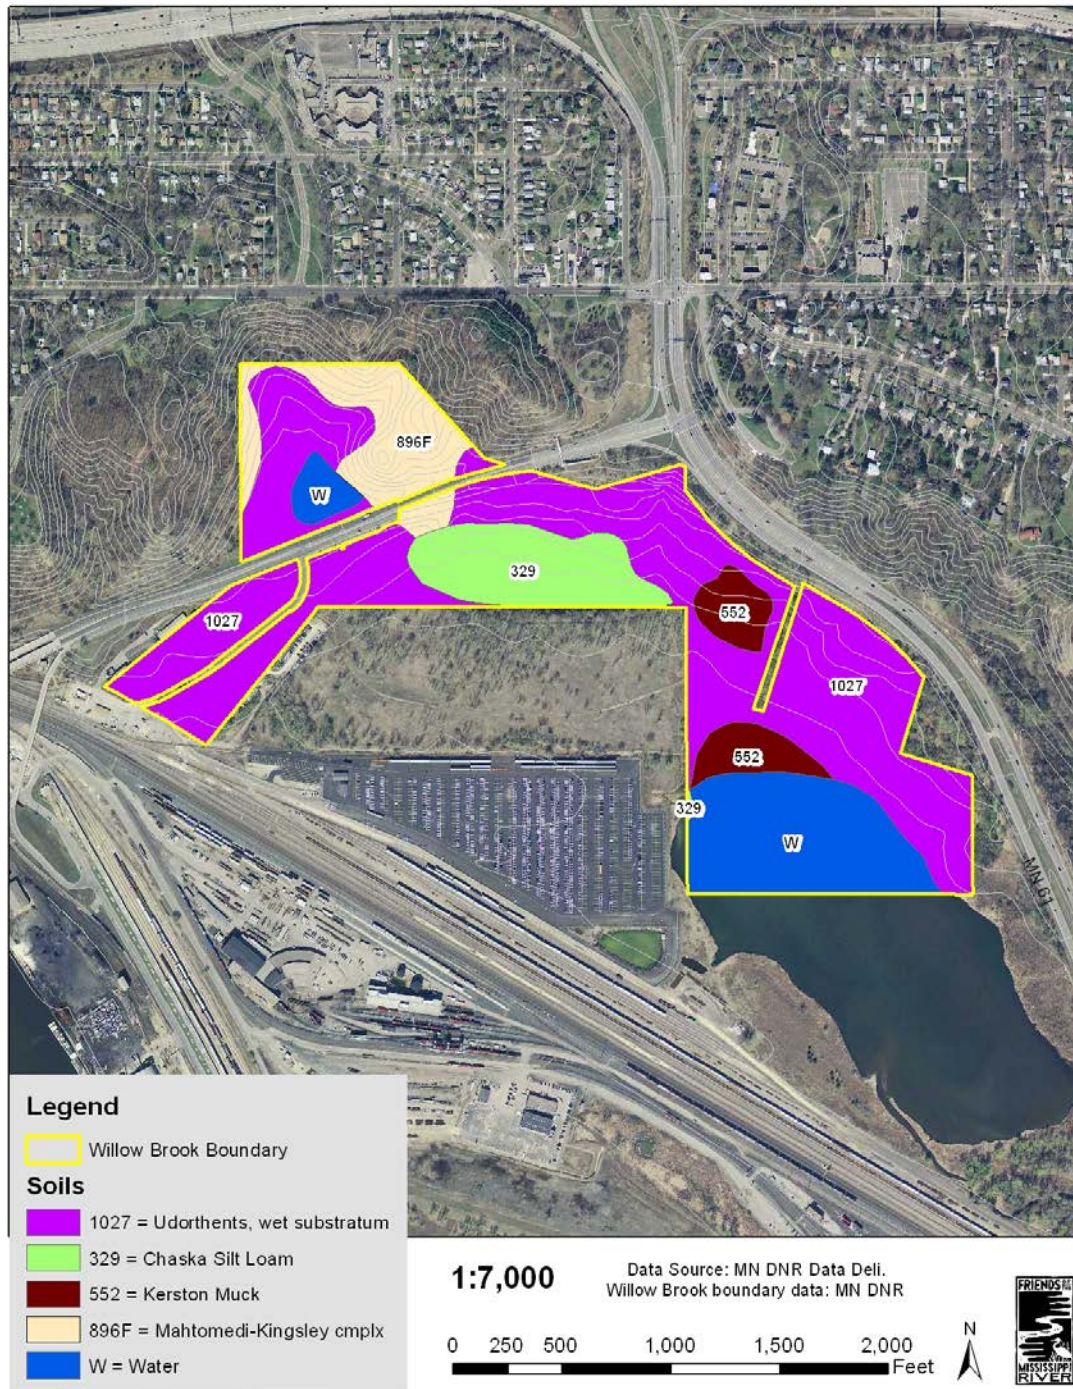 896F
W
329
552
1027
1027
552
329
W
MN 61
Legend
Willow Brook Boundary
Soils
1027 = Udorthents, wet substratum
329 = Chaska Silt Loam
552 = Kerston Muck
896F = Mahtomedi-Kingsley cmplx
W = Water
1:7,000
Data Source: MN DNR Data Deli.
Willow Brook boundary data: MN DNR
0 250 500 1,000 1,500 2,000
Feet
N
FRIENDS OF THE
MISSISSIPPI
RIVER